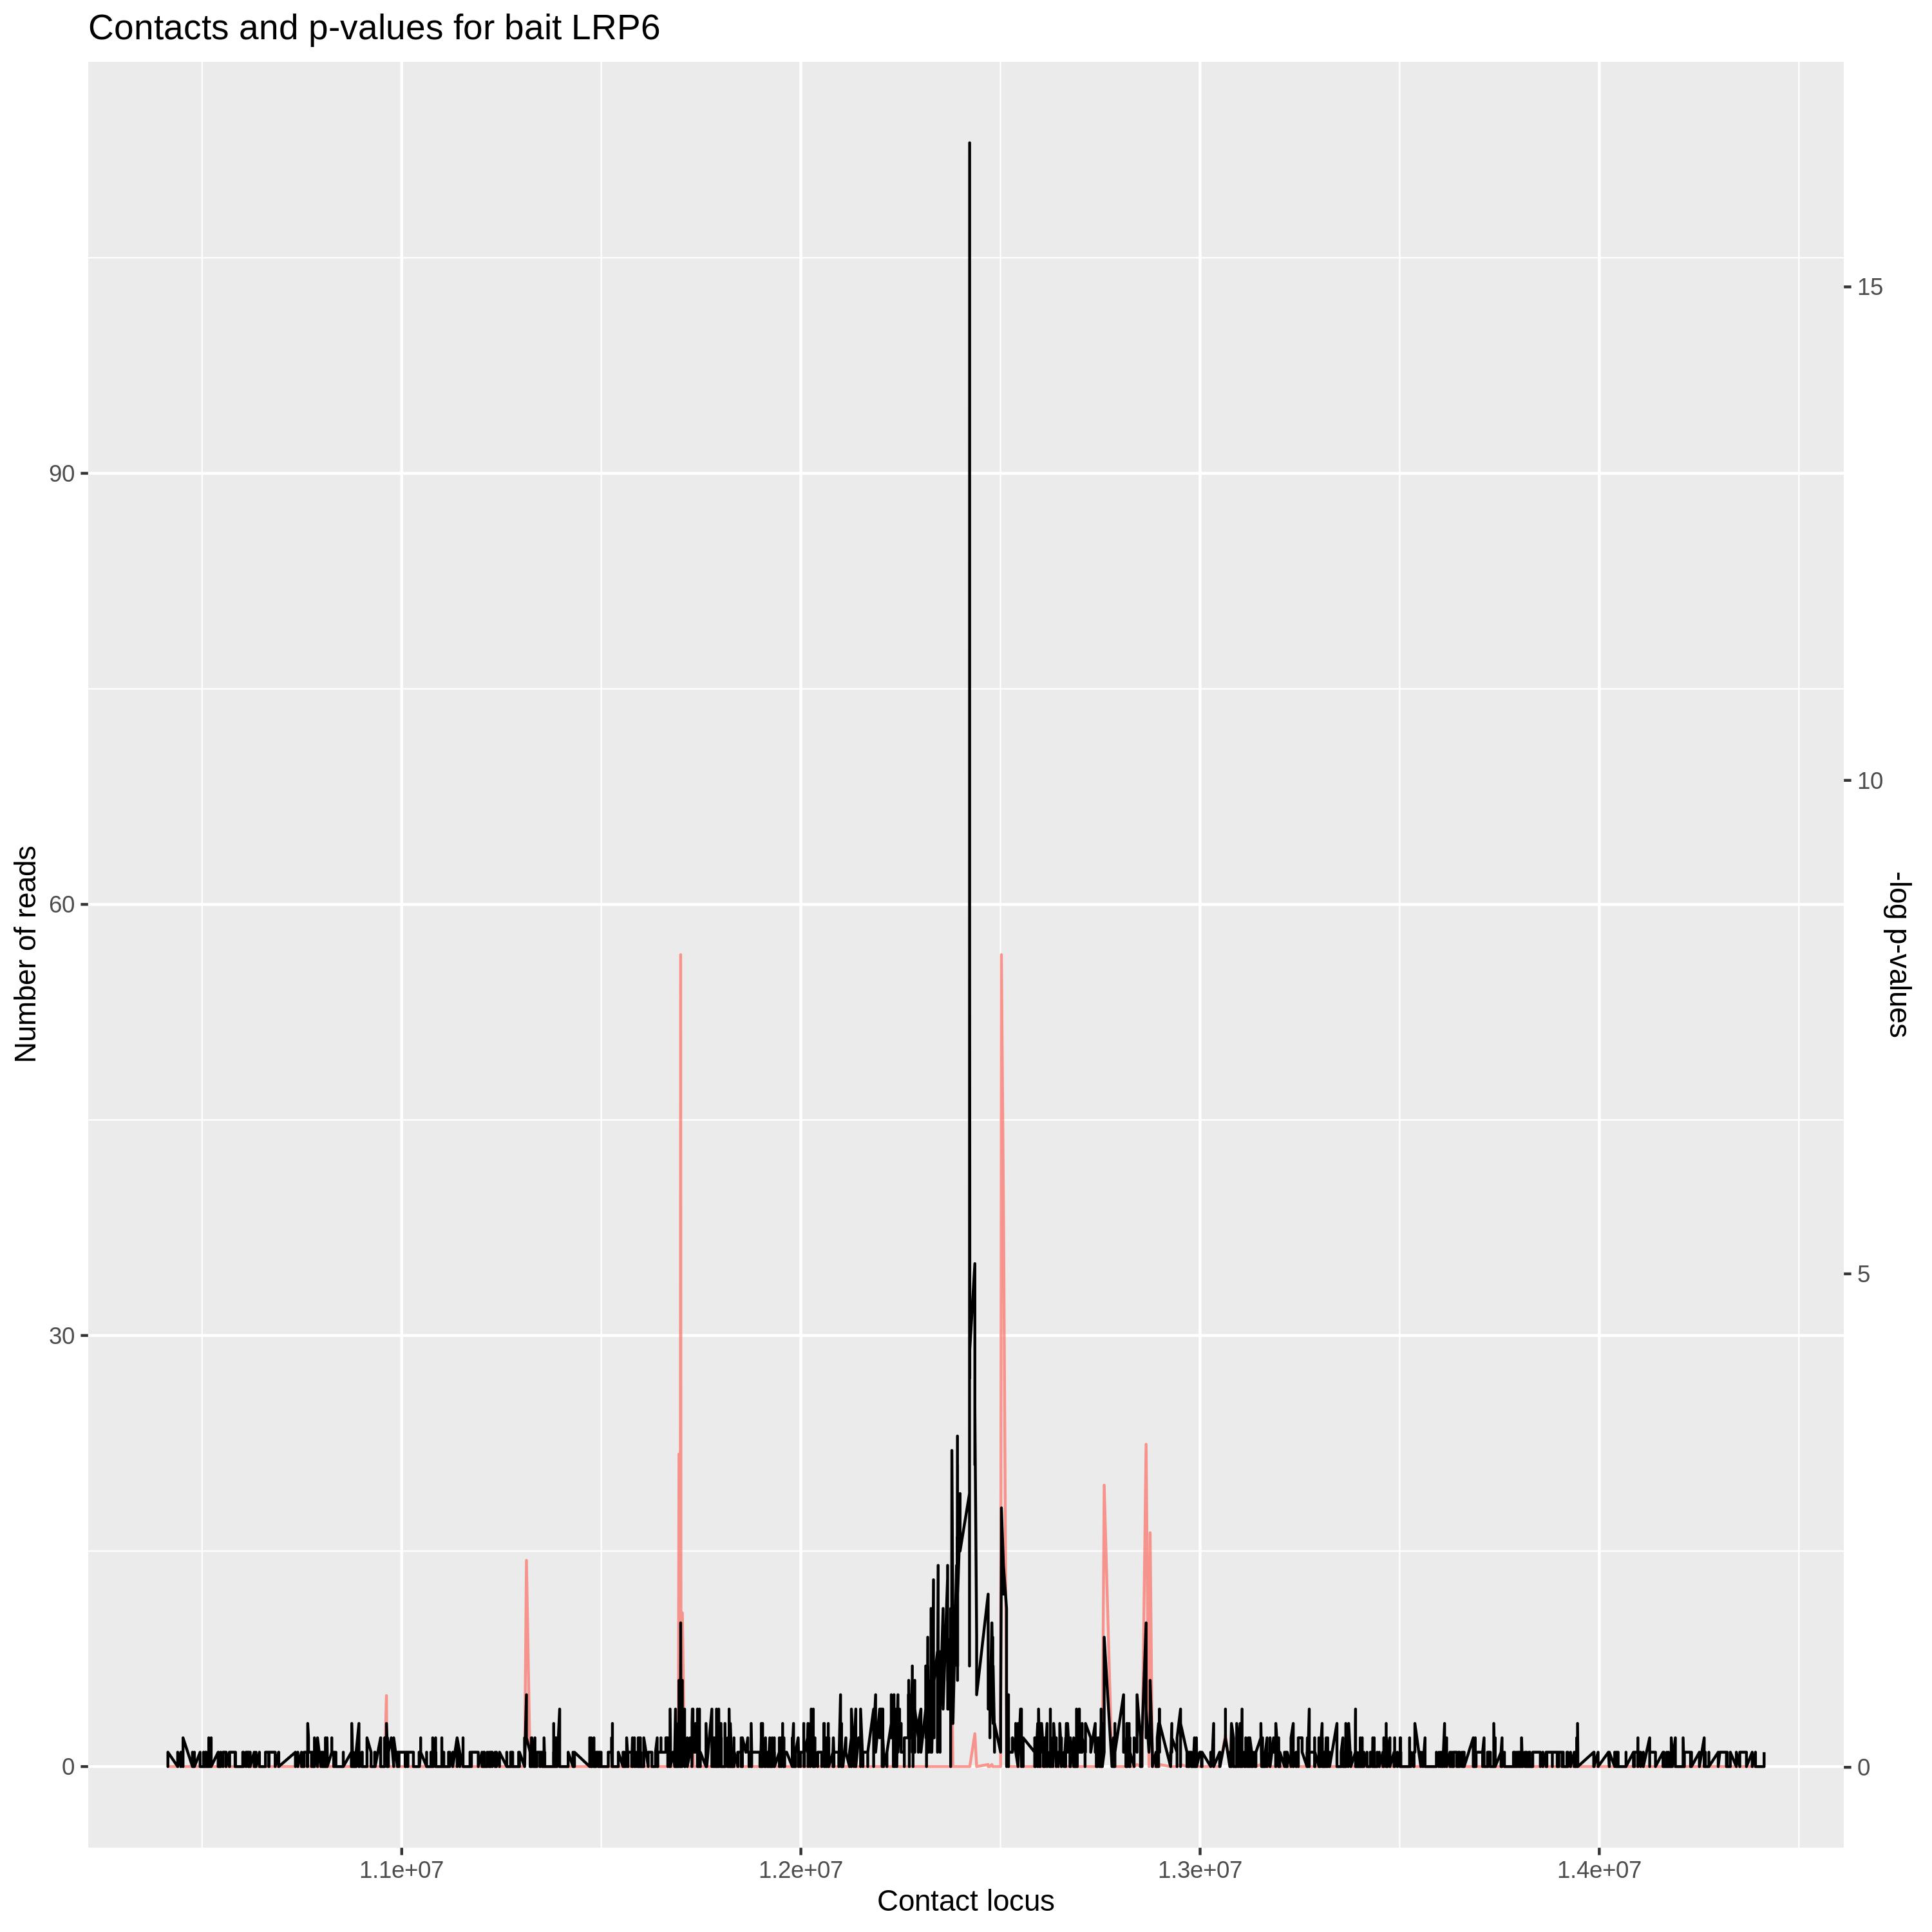 Contacts and p-values for bait LRP6
Number of reads
90
60
30
0
15
10
5
0
-log p-values
1.1e+07
1.2e+07
1.3e+07
1.4e+07
Contact locus